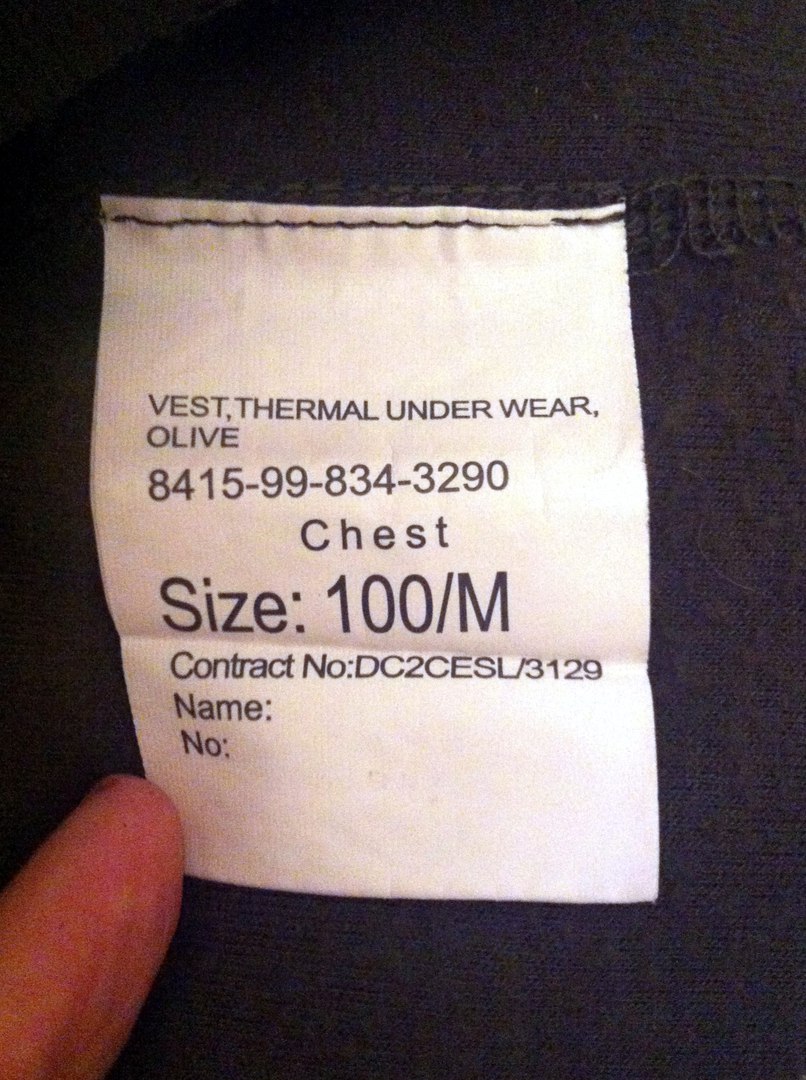 VEST,THERMAL UNDER WEAR,
OLIVE
8415-99-834-3290
Chest
Size: 100/M
Contract No:DC2CESL/3129
Name:
No: